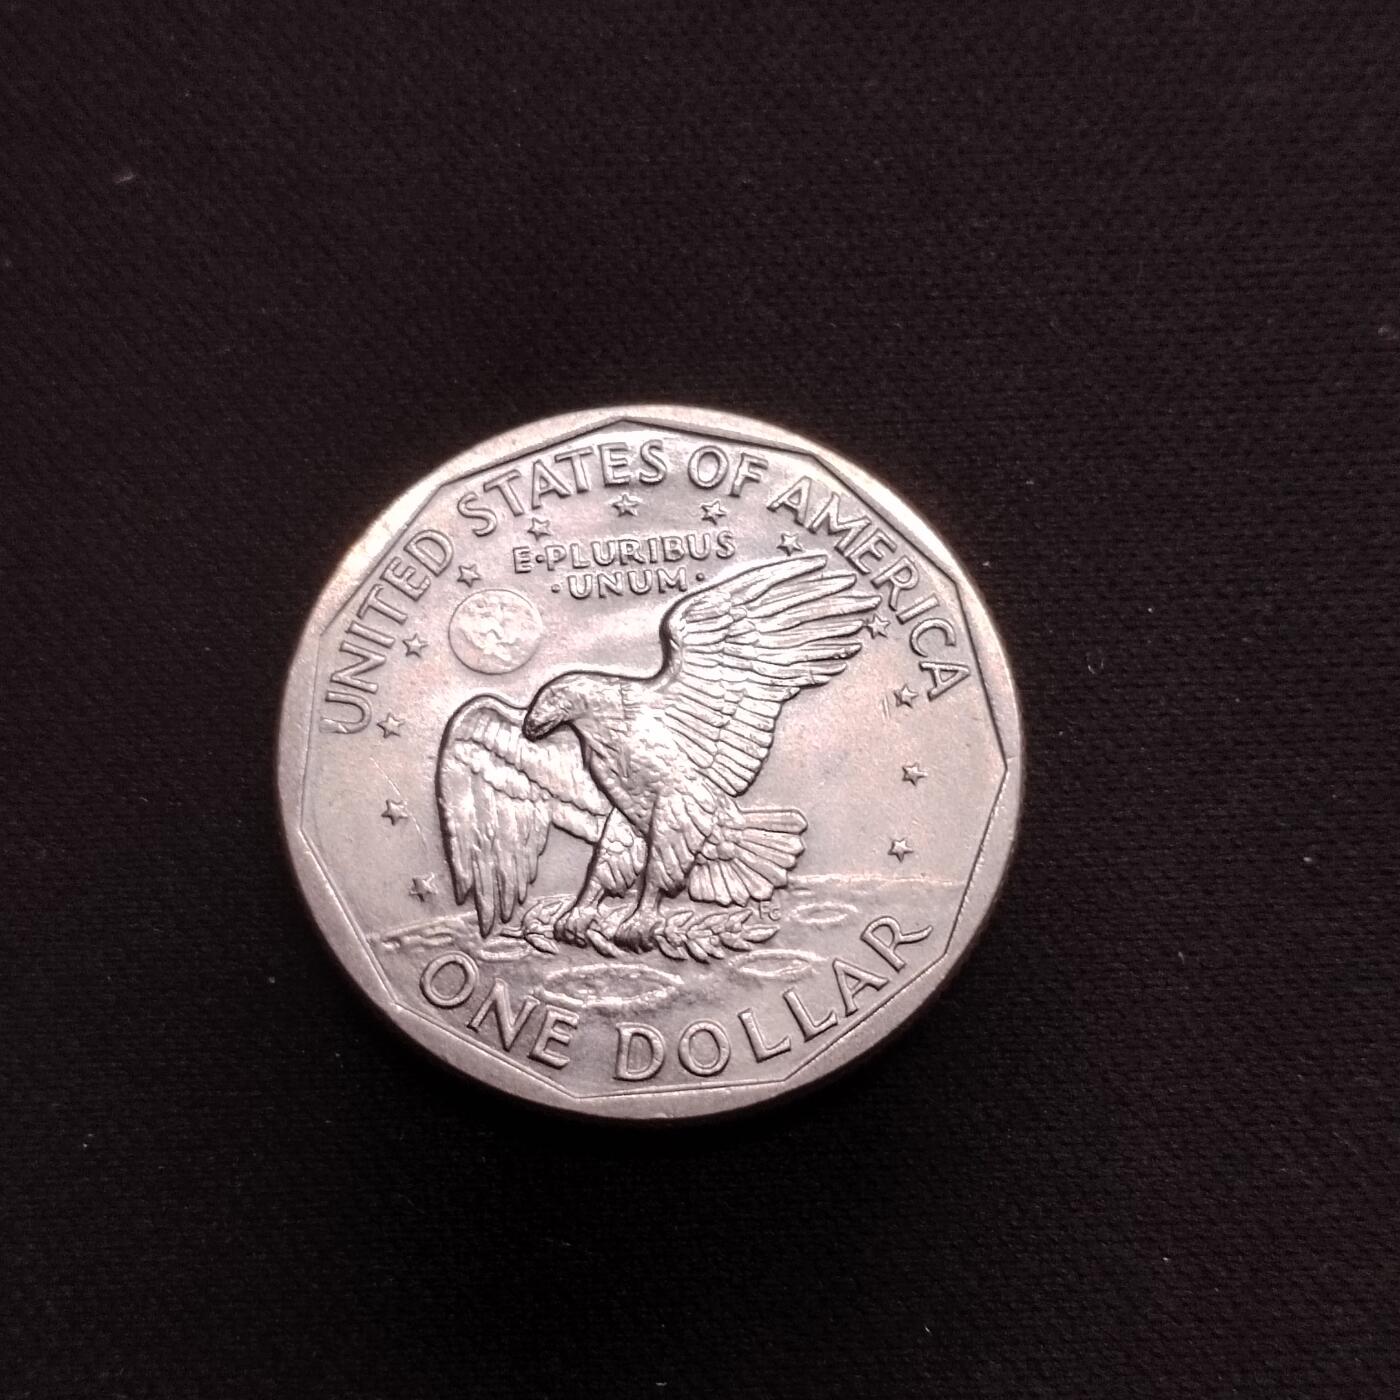 UNITED STATES OF AMERICA
E·PLURIBUS
·UNUM·
FG
ONE DOLLAR